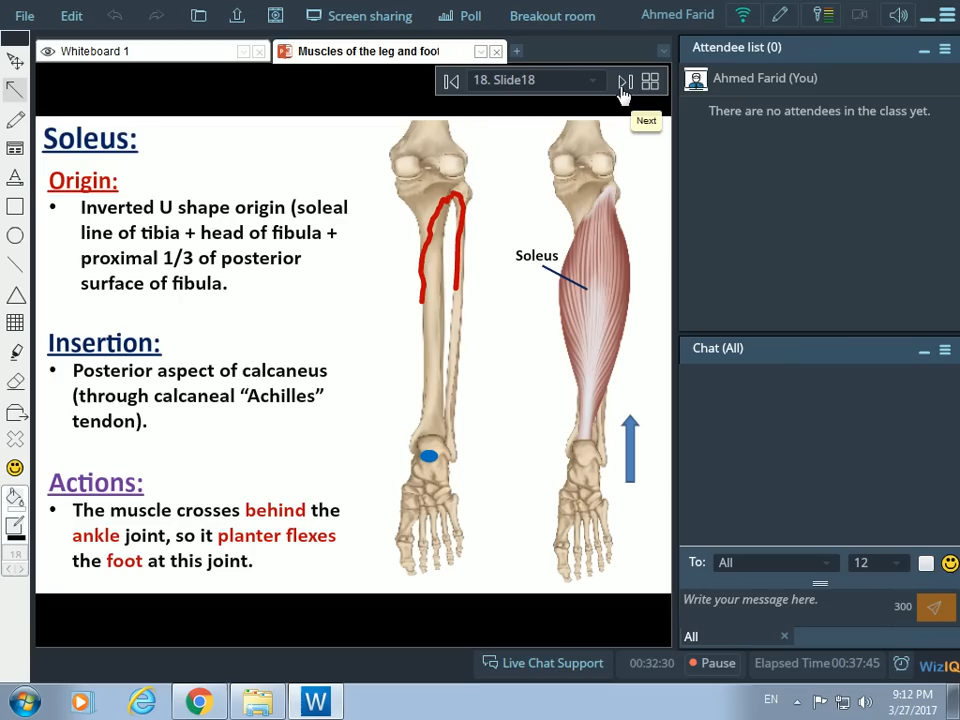 File
Edit
Screen sharing
Poll
Breakout room
Ahmed Farid
Whiteboard 1
Muscles of the leg and foot
18. Slide18
Next
Attendee list (0)
Ahmed Farid (You)
There are no attendees in the class yet.
Soleus:
Origin:
• Inverted U shape origin (soleal
line of tibia + head of fibula +
proximal 1/3 of posterior
surface of fibula.
Insertion:
• Posterior aspect of calcaneus
(through calcaneal “Achilles”
tendon).
Actions:
• The muscle crosses behind the
ankle joint, so it planter flexes
the foot at this joint.
Soleus
18
Chat (All)
To:
All
12
Write your message here.
300
All
Live Chat Support
00:32:30
Pause
Elapsed Time 00:37:45
WizIQ
W
EN
9:12 PM
3/27/2017